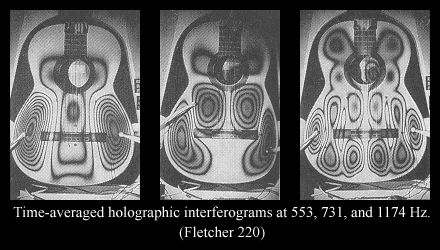 Time-averaged holographic interferograms at 553, 731, and 1174 Hz.
(Fletcher 220)